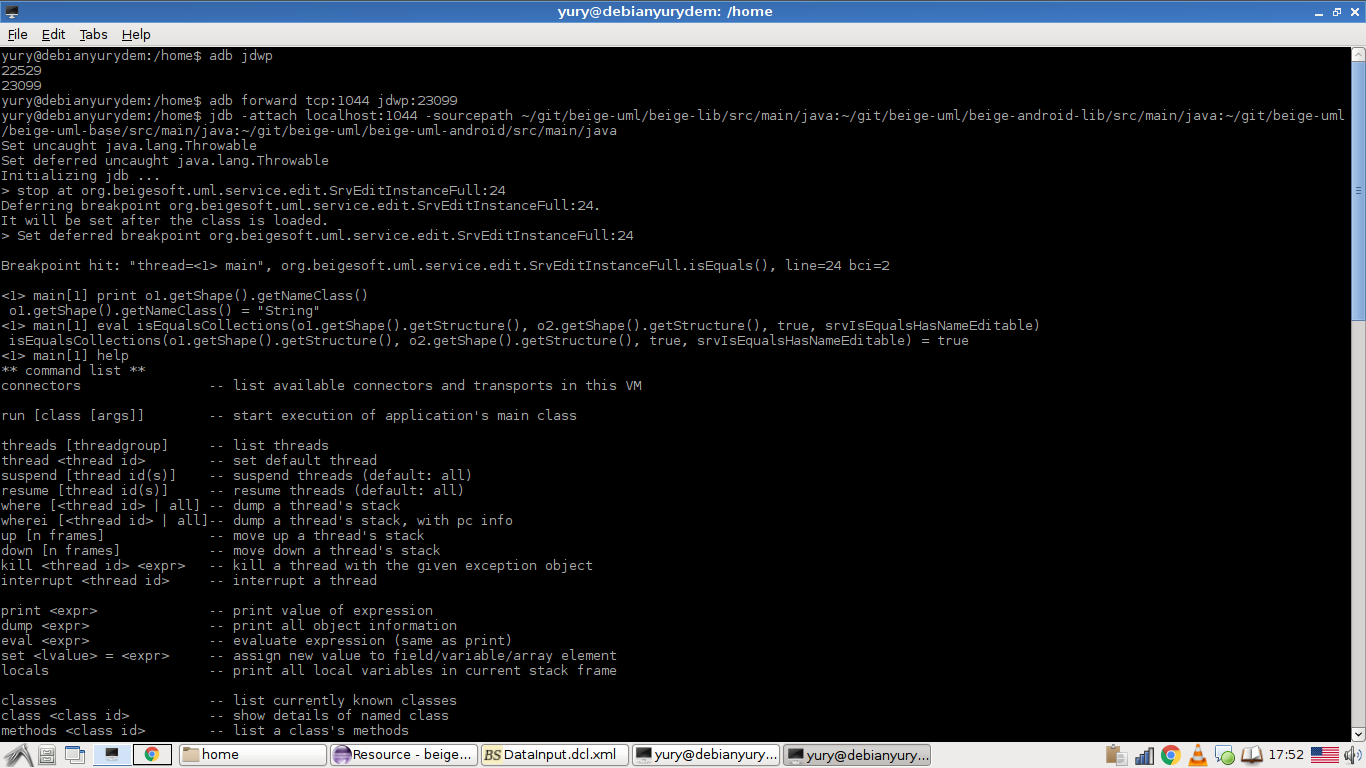 yury@debianyurydem: /home
File Edit Tabs Help
yury@debianyurydem:/home$ adb jdwp
22529
23099
yury@debianyurydem:/home$ adb forward tcp:1044 jdwp:23099
yury@debianyurydem:/home$ jdb -attach localhost:1044 -sourcepath ~/git/beige-uml/beige-lib/src/main/java:~/git/beige-uml/beige-android-lib/src/main/java:~/git/beige-uml
/beige-uml-base/src/main/java:~/git/beige-uml/beige-uml-android/src/main/java
Set uncaught java.lang.Throwable
Set deferred uncaught java.lang.Throwable
Initializing jdb ...
> stop at org.beigesoft.uml.service.edit.SrvEditInstanceFull:24
Deferring breakpoint org.beigesoft.uml.service.edit.SrvEditInstanceFull:24.
It will be set after the class is loaded.
> Set deferred breakpoint org.beigesoft.uml.service.edit.SrvEditInstanceFull:24
Breakpoint hit: "thread=<1> main", org.beigesoft.uml.service.edit.SrvEditInstanceFull.isEquals(), line=24 bci=2
<1> main[1] print o1.getShape().getNameClass()
 o1.getShape().getNameClass() = "String"
<1> main[1] eval isEqualsCollections(o1.getShape().getStructure(), o2.getShape().getStructure(), true, srvIsEqualsHasNameEditable)
 isEqualsCollections(o1.getShape().getStructure(), o2.getShape().getStructure(), true, srvIsEqualsHasNameEditable) = true
<1> main[1] help
** command list **
connectors                -- list available connectors and transports in this VM
run [class [args]]        -- start execution of application's main class
threads [threadgroup]     -- list threads
thread <thread id>        -- set default thread
suspend [thread id(s)]    -- suspend threads (default: all)
resume [thread id(s)]     -- resume threads (default: all)
where [<thread id> | all] -- dump a thread's stack
wherei [<thread id> | all]-- dump a thread's stack, with pc info
up [n frames]             -- move up a thread's stack
down [n frames]           -- move down a thread's stack
kill <thread id> <expr>   -- kill a thread with the given exception object
interrupt <thread id>     -- interrupt a thread
print <expr>              -- print value of expression
dump <expr>               -- print all object information
eval <expr>               -- evaluate expression (same as print)
set <lvalue> = <expr>     -- assign new value to field/variable/array element
locals                    -- print all local variables in current stack frame
classes                   -- list currently known classes
class <class id>          -- show details of named class
methods <class id>        -- list a class's methods
home Resource - beige... BS DataInput.dcl.xml yury@debianyury... yury@debianyury... 17:52